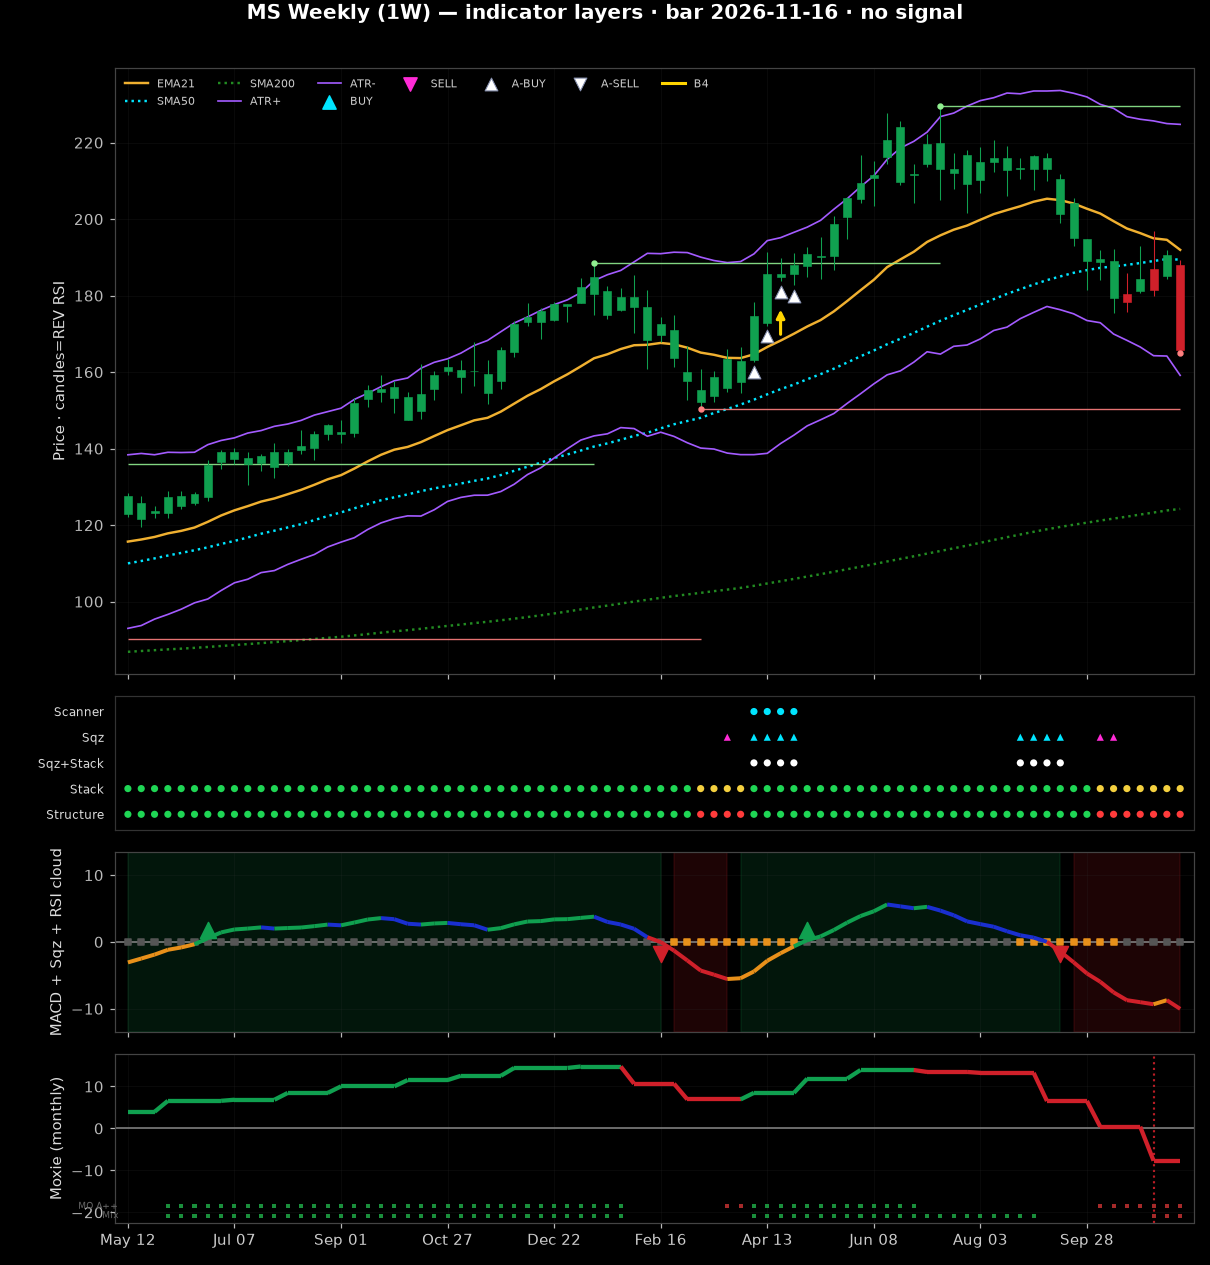 MS Weekly (1W) — indicator layers · bar 2026-11-16 · no signal
EMA21 SMA200 ATR- SELL A-BUY A-SELL B4
SMA50 ATR+ BUY
Price · candles=REV RSI
220
200
180
160
140
120
100
Scanner
Sqz
Sqz+Stack
Stack
Structure
MACD + Sqz + RSI cloud
10
0
−10
Moxie (monthly)
10
0
−10
−20
May 12 Jul 07 Sep 01 Oct 27 Dec 22 Feb 16 Apr 13 Jun 08 Aug 03 Sep 28